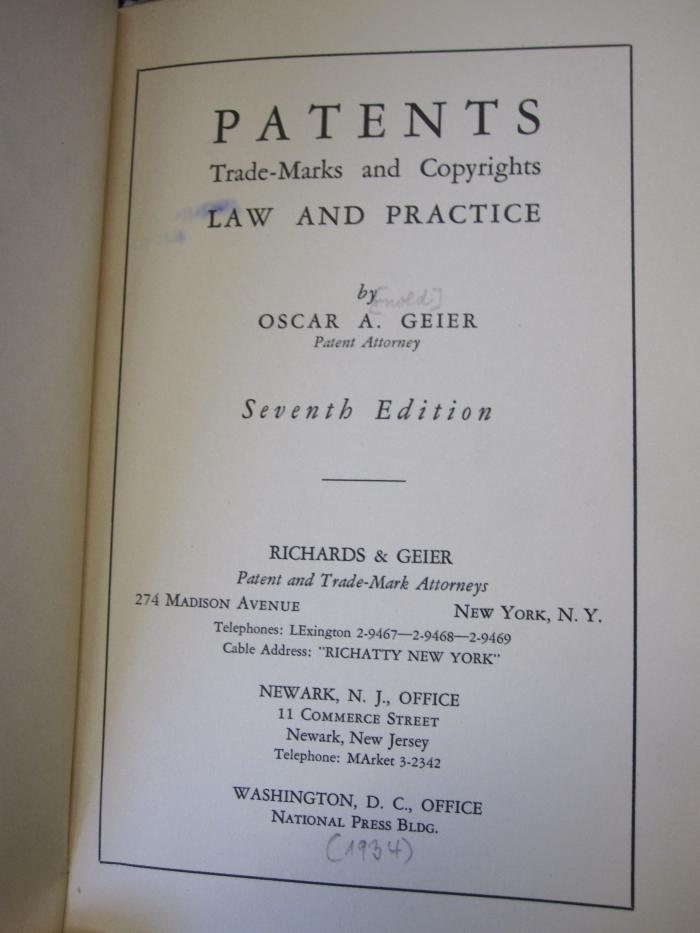 PATENTS
Trade-Marks and Copyrights
LAW AND PRACTICE
by
[nold]
OSCAR A. GEIER
Patent Attorney
Seventh Edition
RICHARDS & GEIER
Patent and Trade-Mark Attorneys
274 MADISON AVENUE NEW YORK, N. Y.
Telephones: LExington 2-9467—2-9468—2-9469
Cable Address: "RICHATTY NEW YORK"
NEWARK, N. J., OFFICE
11 COMMERCE STREET
Newark, New Jersey
Telephone: MArket 3-2342
WASHINGTON, D. C., OFFICE
NATIONAL PRESS BLDG.
(1934)